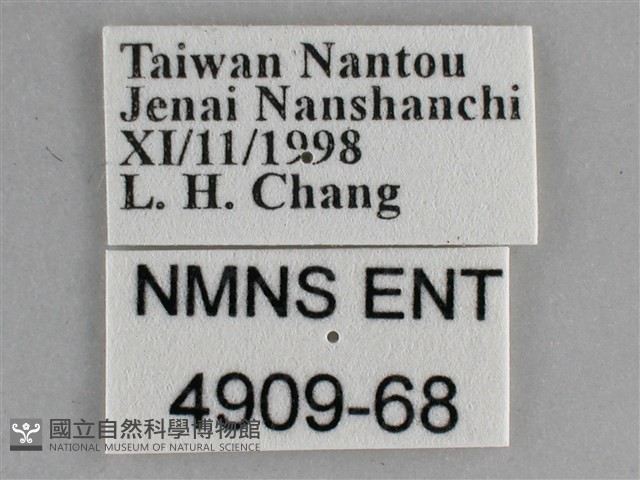 Taiwan Nantou
Jenai Nanshanchi
XI/11/1998
L. H. Chang
NMNS ENT
4909-68
國立自然科學博物館
NATIONAL MUSEUM OF NATURAL SCIENCE